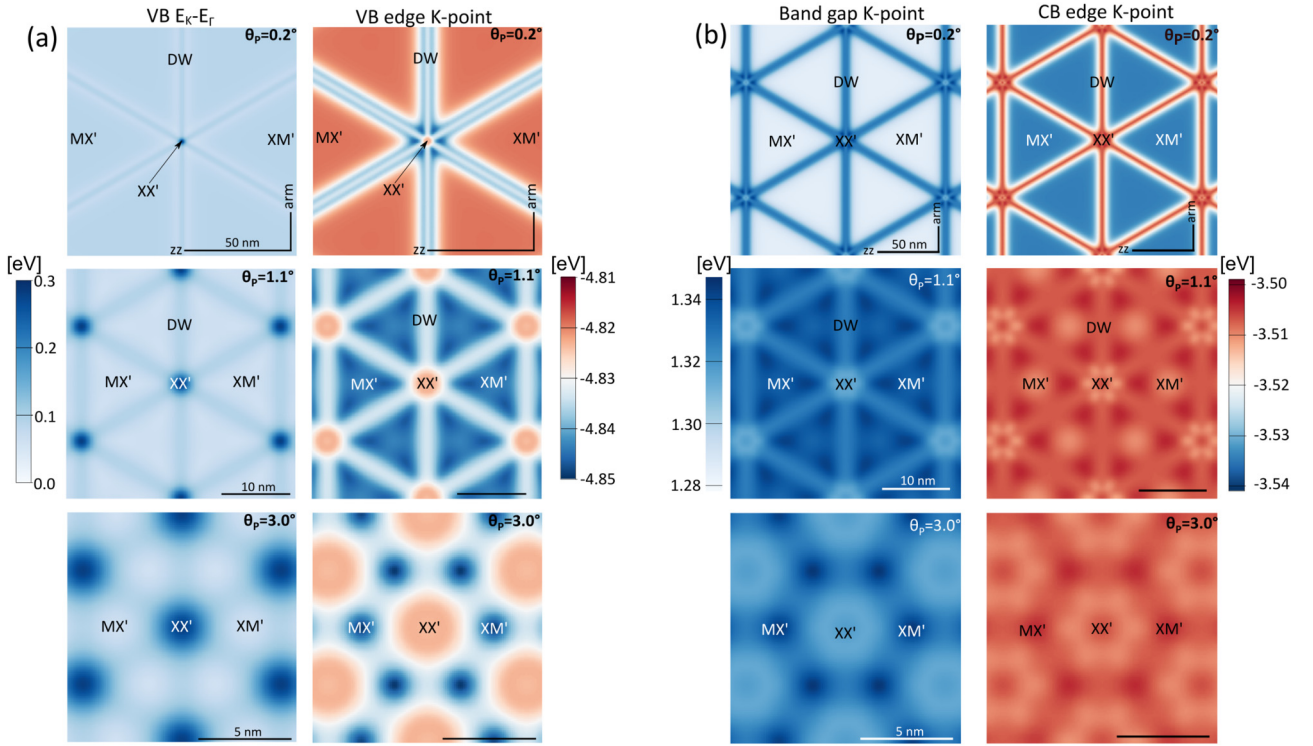 VB E_K-E_Γ
VB edge K-point
Band gap K-point
CB edge K-point
(a)
θ_P=0.2°
DW
MX'
XM'
XX'
arm
zz
50 nm
θ_P=0.2°
DW
MX'
XM'
XX'
arm
zz
(b)
θ_P=0.2°
DW
MX'
XX'
XM'
arm
zz
50 nm
θ_P=0.2°
DW
MX'
XX'
XM'
arm
zz
[eV]
0.3
0.2
0.1
0.0
θ_P=1.1°
DW
MX'
XX'
XM'
10 nm
θ_P=1.1°
DW
MX'
XX'
XM'
[eV]
-4.81
-4.82
-4.83
-4.84
-4.85
[eV]
1.34
1.32
1.30
1.28
θ_P=1.1°
DW
MX'
XX'
XM'
10 nm
θ_P=1.1°
DW
MX'
XX'
XM'
[eV]
-3.50
-3.51
-3.52
-3.53
-3.54
θ_P=3.0°
MX'
XX'
XM'
5 nm
θ_P=3.0°
MX'
XX'
XM'
θ_P=3.0°
MX'
XX'
XM'
5 nm
θ_P=3.0°
MX'
XX'
XM'